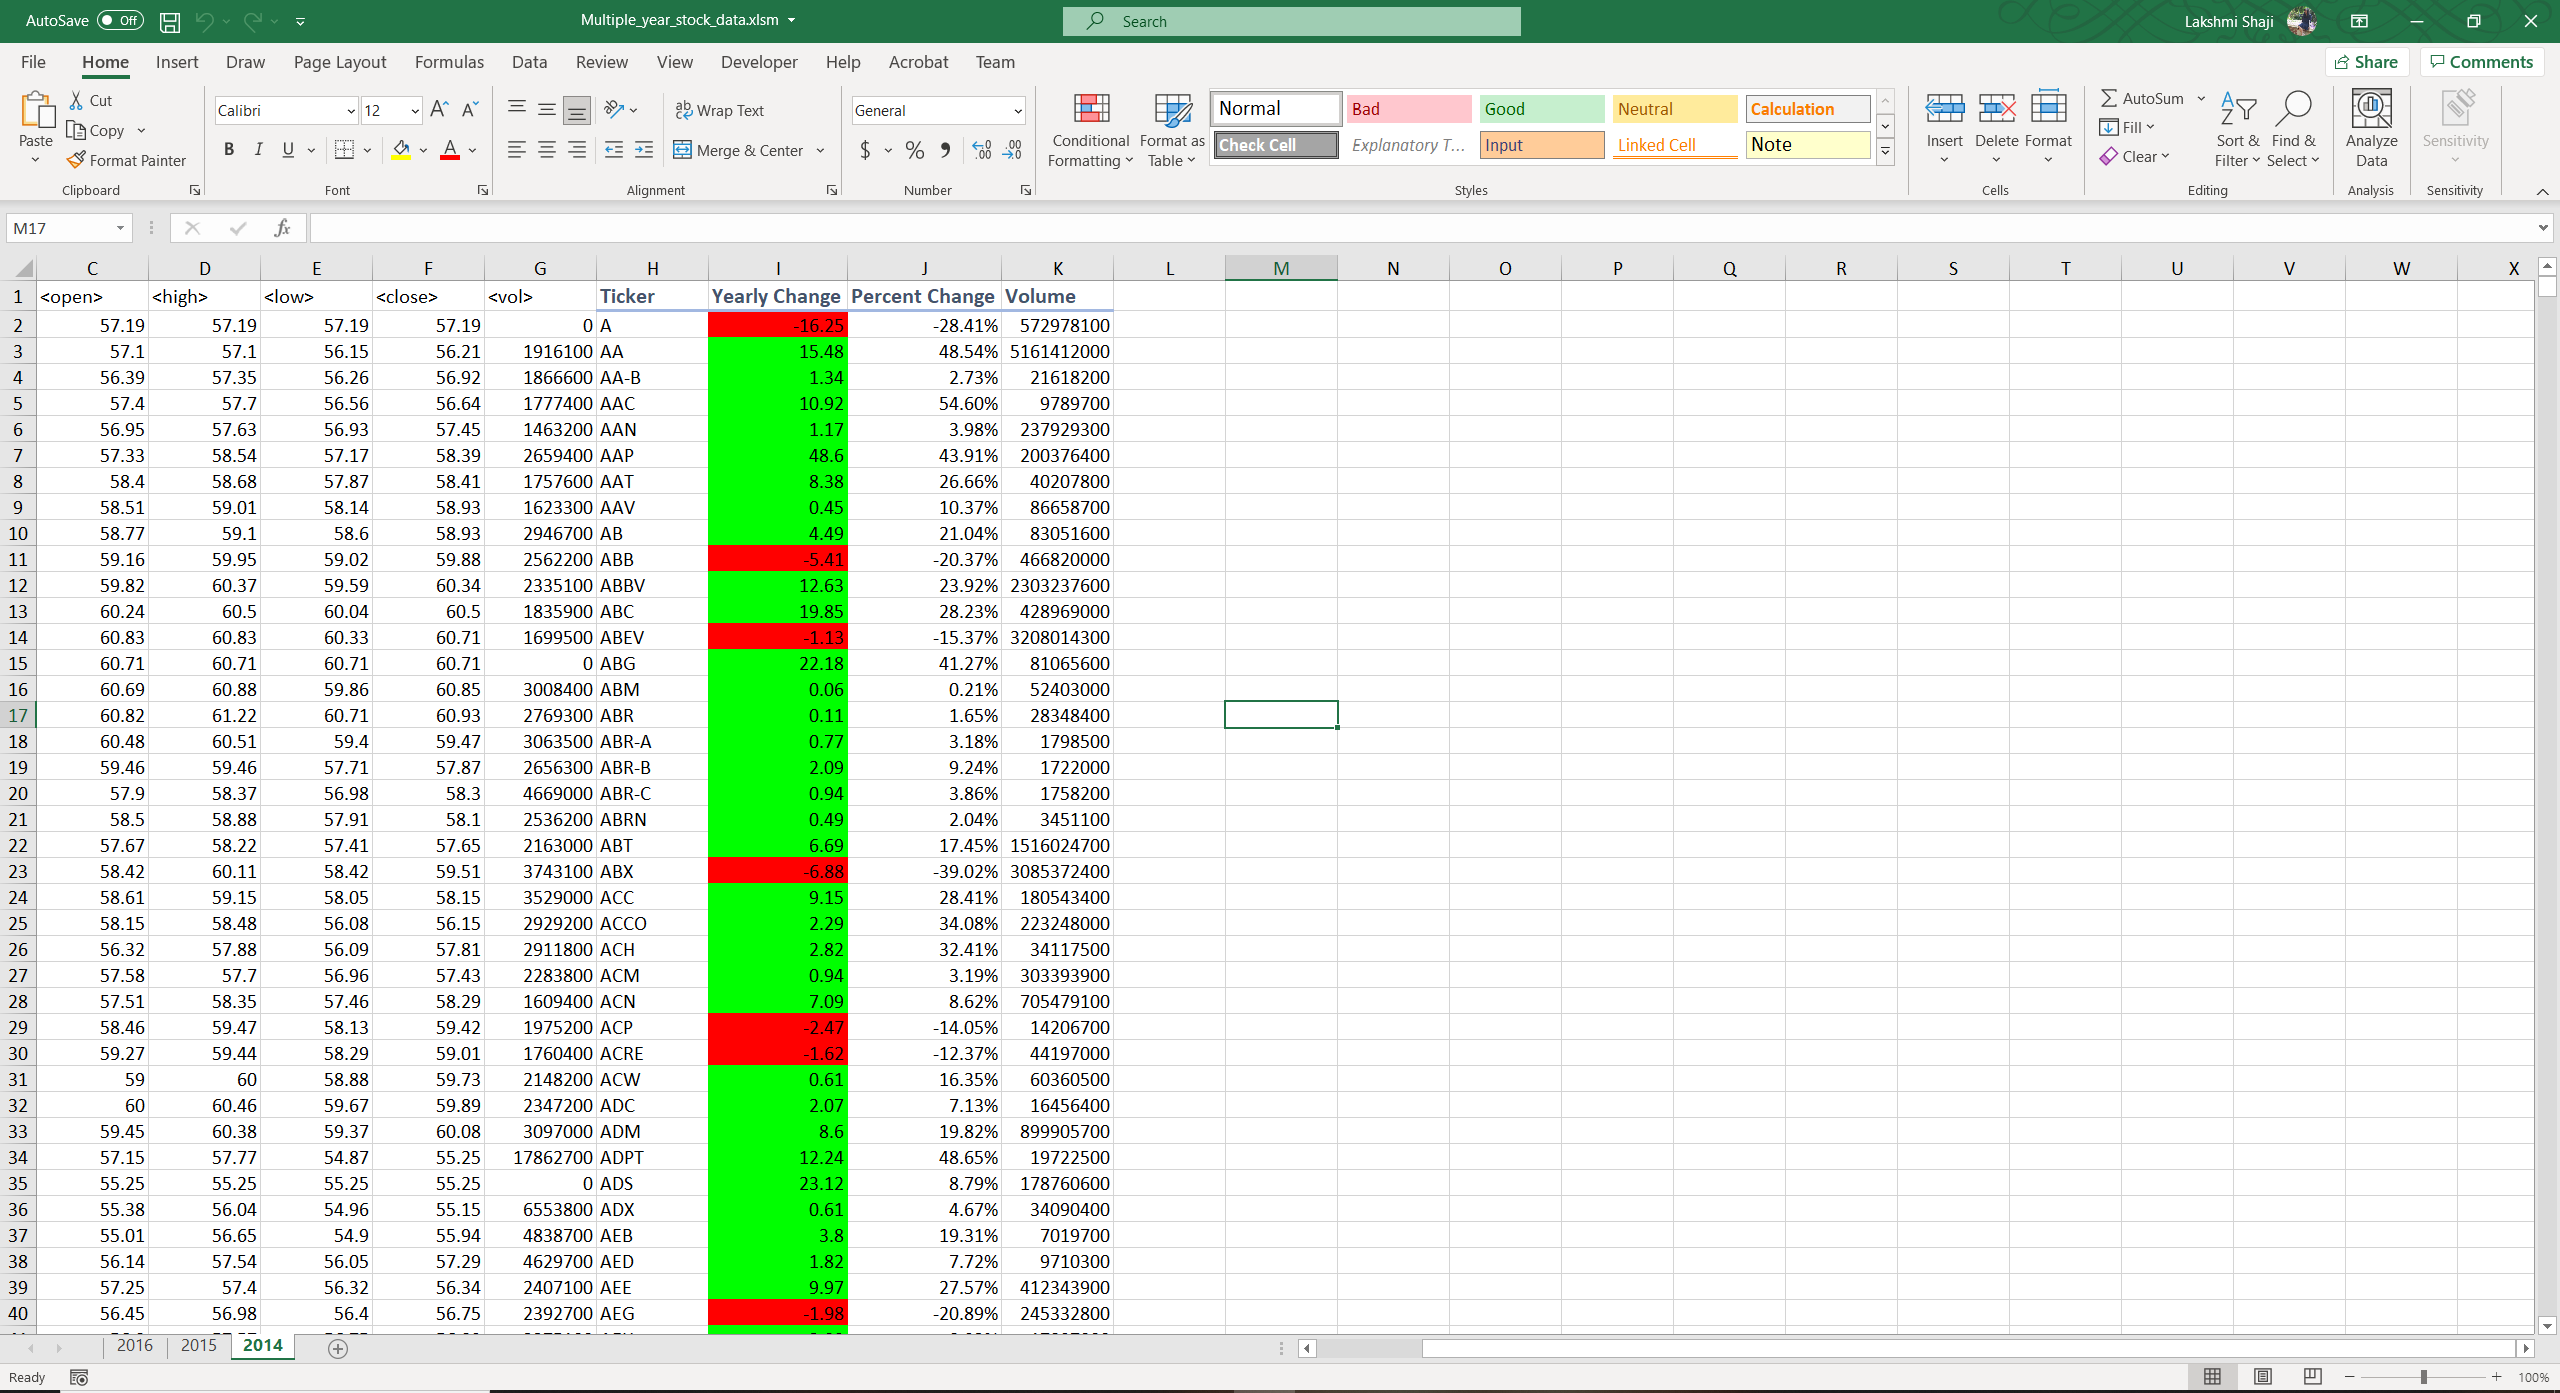 AutoSave Off Multiple_year_stock_data.xlsm Search Lakshmi Shaji
File Home Insert Draw Page Layout Formulas Data Review View Developer Help Acrobat Team Share Comments
Paste Cut Copy Format Painter Clipboard
Calibri 12 B I U A Font
Wrap Text Merge & Center Alignment
General $ % Number
Conditional Formatting Format as Table
Normal Bad Good Neutral Calculation
Check Cell Explanatory T... Input Linked Cell Note
Styles
Insert Delete Format Cells
AutoSum Fill Clear Sort & Filter Find & Select Editing
Analyze Data Analysis
Sensitivity Sensitivity
M17 fx
C D E F G H I J K L M N O P Q R S T U V W X
1 <open> <high> <low> <close> <vol> Ticker Yearly Change Percent Change Volume
2 57.19 57.19 57.19 57.19 0 A -16.25 -28.41% 572978100
3 57.1 57.1 56.15 56.21 1916100 AA 15.48 48.54% 5161412000
4 56.39 57.35 56.26 56.92 1866600 AA-B 1.34 2.73% 21618200
5 57.4 57.7 56.56 56.64 1777400 AAC 10.92 54.60% 9789700
6 56.95 57.63 56.93 57.45 1463200 AAN 1.17 3.98% 237929300
7 57.33 58.54 57.17 58.39 2659400 AAP 48.6 43.91% 200376400
8 58.4 58.68 57.87 58.41 1757600 AAT 8.38 26.66% 40207800
9 58.51 59.01 58.14 58.93 1623300 AAV 0.45 10.37% 86658700
10 58.77 59.1 58.6 58.93 2946700 AB 4.49 21.04% 83051600
11 59.16 59.95 59.02 59.88 2562200 ABB -5.41 -20.37% 466820000
12 59.82 60.37 59.59 60.34 2335100 ABBV 12.63 23.92% 2303237600
13 60.24 60.5 60.04 60.5 1835900 ABC 19.85 28.23% 428969000
14 60.83 60.83 60.33 60.71 1699500 ABEV -1.13 -15.37% 3208014300
15 60.71 60.71 60.71 60.71 0 ABG 22.18 41.27% 81065600
16 60.69 60.88 59.86 60.85 3008400 ABM 0.06 0.21% 52403000
17 60.82 61.22 60.71 60.93 2769300 ABR 0.11 1.65% 28348400
18 60.48 60.51 59.4 59.47 3063500 ABR-A 0.77 3.18% 1798500
19 59.46 59.46 57.71 57.87 2656300 ABR-B 2.09 9.24% 1722000
20 57.9 58.37 56.98 58.3 4669000 ABR-C 0.94 3.86% 1758200
21 58.5 58.88 57.91 58.1 2536200 ABRN 0.49 2.04% 3451100
22 57.67 58.22 57.41 57.65 2163000 ABT 6.69 17.45% 1516024700
23 58.42 60.11 58.42 59.51 3743100 ABX -6.88 -39.02% 3085372400
24 58.61 59.15 58.05 58.15 3529000 ACC 9.15 28.41% 180543400
25 58.15 58.48 56.08 56.15 2929200 ACCO 2.29 34.08% 223248000
26 56.32 57.88 56.09 57.81 2911800 ACH 2.82 32.41% 34117500
27 57.58 57.7 56.96 57.43 2283800 ACM 0.94 3.19% 303393900
28 57.51 58.35 57.46 58.29 1609400 ACN 7.09 8.62% 705479100
29 58.46 59.47 58.13 59.42 1975200 ACP -2.47 -14.05% 14206700
30 59.27 59.44 58.29 59.01 1760400 ACRE -1.62 -12.37% 44197000
31 59 60 58.88 59.73 2148200 ACW 0.61 16.35% 60360500
32 60 60.46 59.67 59.89 2347200 ADC 2.07 7.13% 16456400
33 59.45 60.38 59.37 60.08 3097000 ADM 8.6 19.82% 899905700
34 57.15 57.77 54.87 55.25 17862700 ADPT 12.24 48.65% 19722500
35 55.25 55.25 55.25 55.25 0 ADS 23.12 8.79% 178760600
36 55.38 56.04 54.96 55.15 6553800 ADX 0.61 4.67% 34090400
37 55.01 56.65 54.9 55.94 4838700 AEB 3.8 19.31% 7019700
38 56.14 57.54 56.05 57.29 4629700 AED 1.82 7.72% 9710300
39 57.25 57.4 56.32 56.34 2407100 AEE 9.97 27.57% 412343900
40 56.45 56.98 56.4 56.75 2392700 AEG -1.98 -20.89% 245332800
2016 2015 2014
Ready 100%